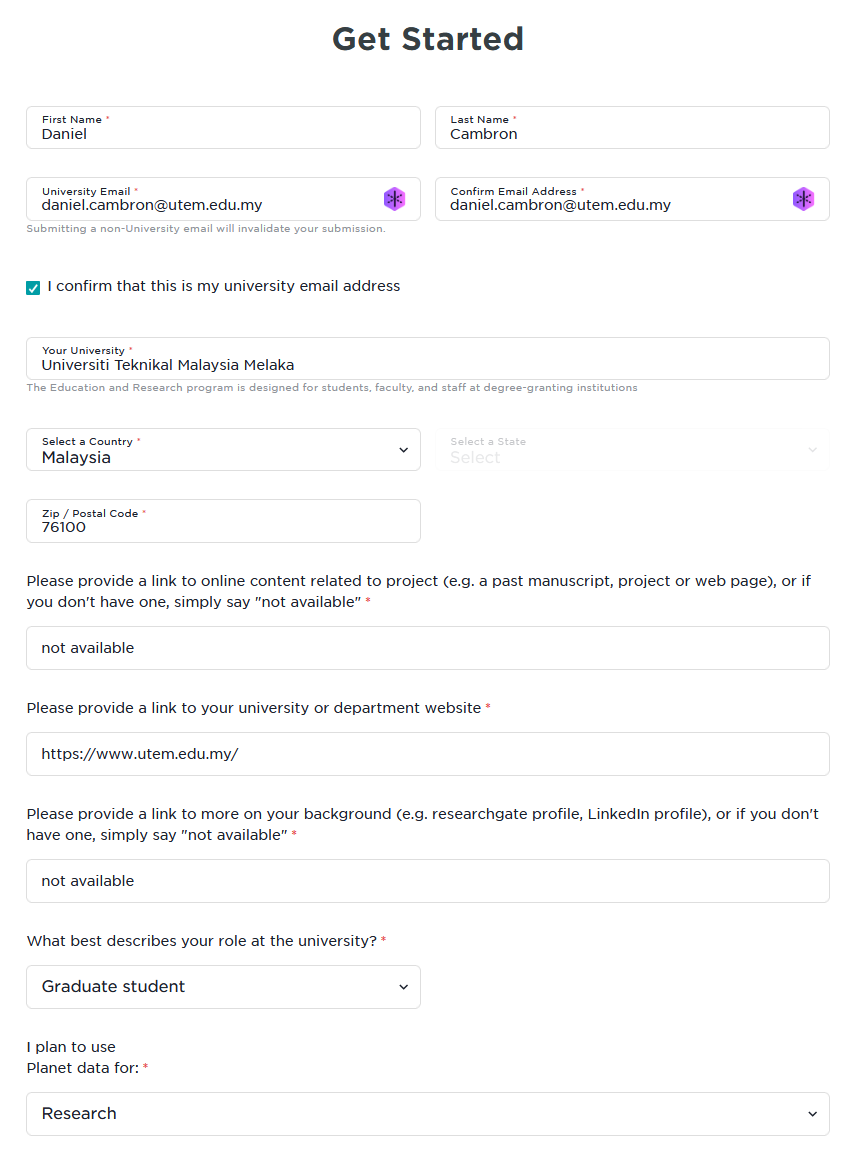 Get Started
First Name *
Daniel
Last Name *
Cambron
University Email *
daniel.cambron@utem.edu.my
Confirm Email Address *
daniel.cambron@utem.edu.my
Submitting a non-University email will invalidate your submission.
I confirm that this is my university email address
Your University *
Universiti Teknikal Malaysia Melaka
The Education and Research program is designed for students, faculty, and staff at degree-granting institutions
Select a Country *
Malaysia
Select a State
Select
Zip / Postal Code *
76100
Please provide a link to online content related to project (e.g. a past manuscript, project or web page), or if
you don't have one, simply say "not available" *
not available
Please provide a link to your university or department website *
https://www.utem.edu.my/
Please provide a link to more on your background (e.g. researchgate profile, LinkedIn profile), or if you don't
have one, simply say "not available" *
not available
What best describes your role at the university? *
Graduate student
I plan to use
Planet data for: *
Research